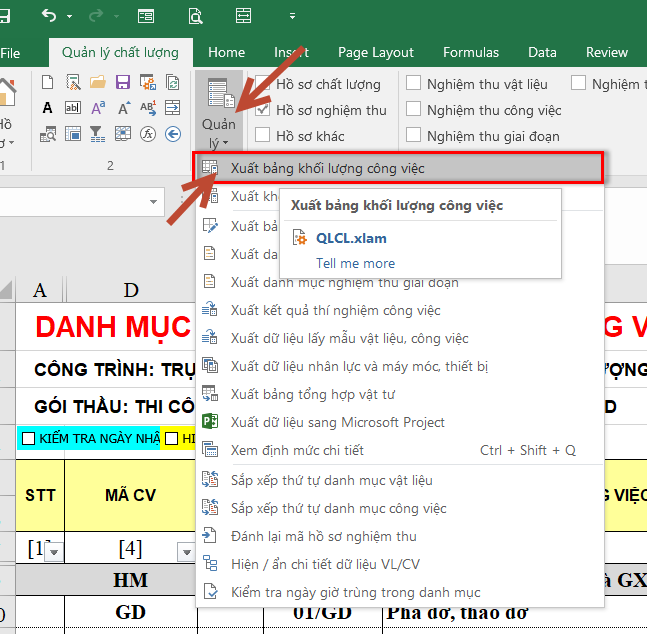 File Quản lý chất lượng Home Insert Page Layout Formulas Data Review
Hồ sơ chất lượng Nghiệm thu vật liệu Nghiệm
Hồ sơ nghiệm thu Nghiệm thu công việc
Hồ sơ khác Nghiệm thu giai đoạn
Quản
lý
A
abl
A
A
AB
2
Xuất bảng khối lượng công việc
Xuất
Xuất bảng khối lượng công việc
Xuất
QLCL.xlam
Xuất
Tell me more
Xuất danh mục nghiệm thu giai đoạn
Xuất kết quả thí nghiệm công việc
Xuất dữ liệu lấy mẫu vật liệu, công việc
Xuất dữ liệu nhân lực và máy móc, thiết bị
Xuất bảng tổng hợp vật tư
Xuất dữ liệu sang Microsoft Project
Xem định mức chi tiết Ctrl + Shift + Q
Sắp xếp thứ tự danh mục vật liệu
Sắp xếp thứ tự danh mục công việc
Đánh lại mã hồ sơ nghiệm thu
Hiện / ẩn chi tiết dữ liệu VL/CV
Kiểm tra ngày giờ trùng trong danh mục
A D
DANH MỤC G VIỆ
CÔNG TRÌNH: TRỤ ƯỢNG
GÓI THẦU: THI CÔ D
KIỂM TRA NGÀY NHẬ HI
STT MÃ CV G VIỆC
[1] [4]
HM à GX
GD 01/GD Phá dỡ, tháo dỡ